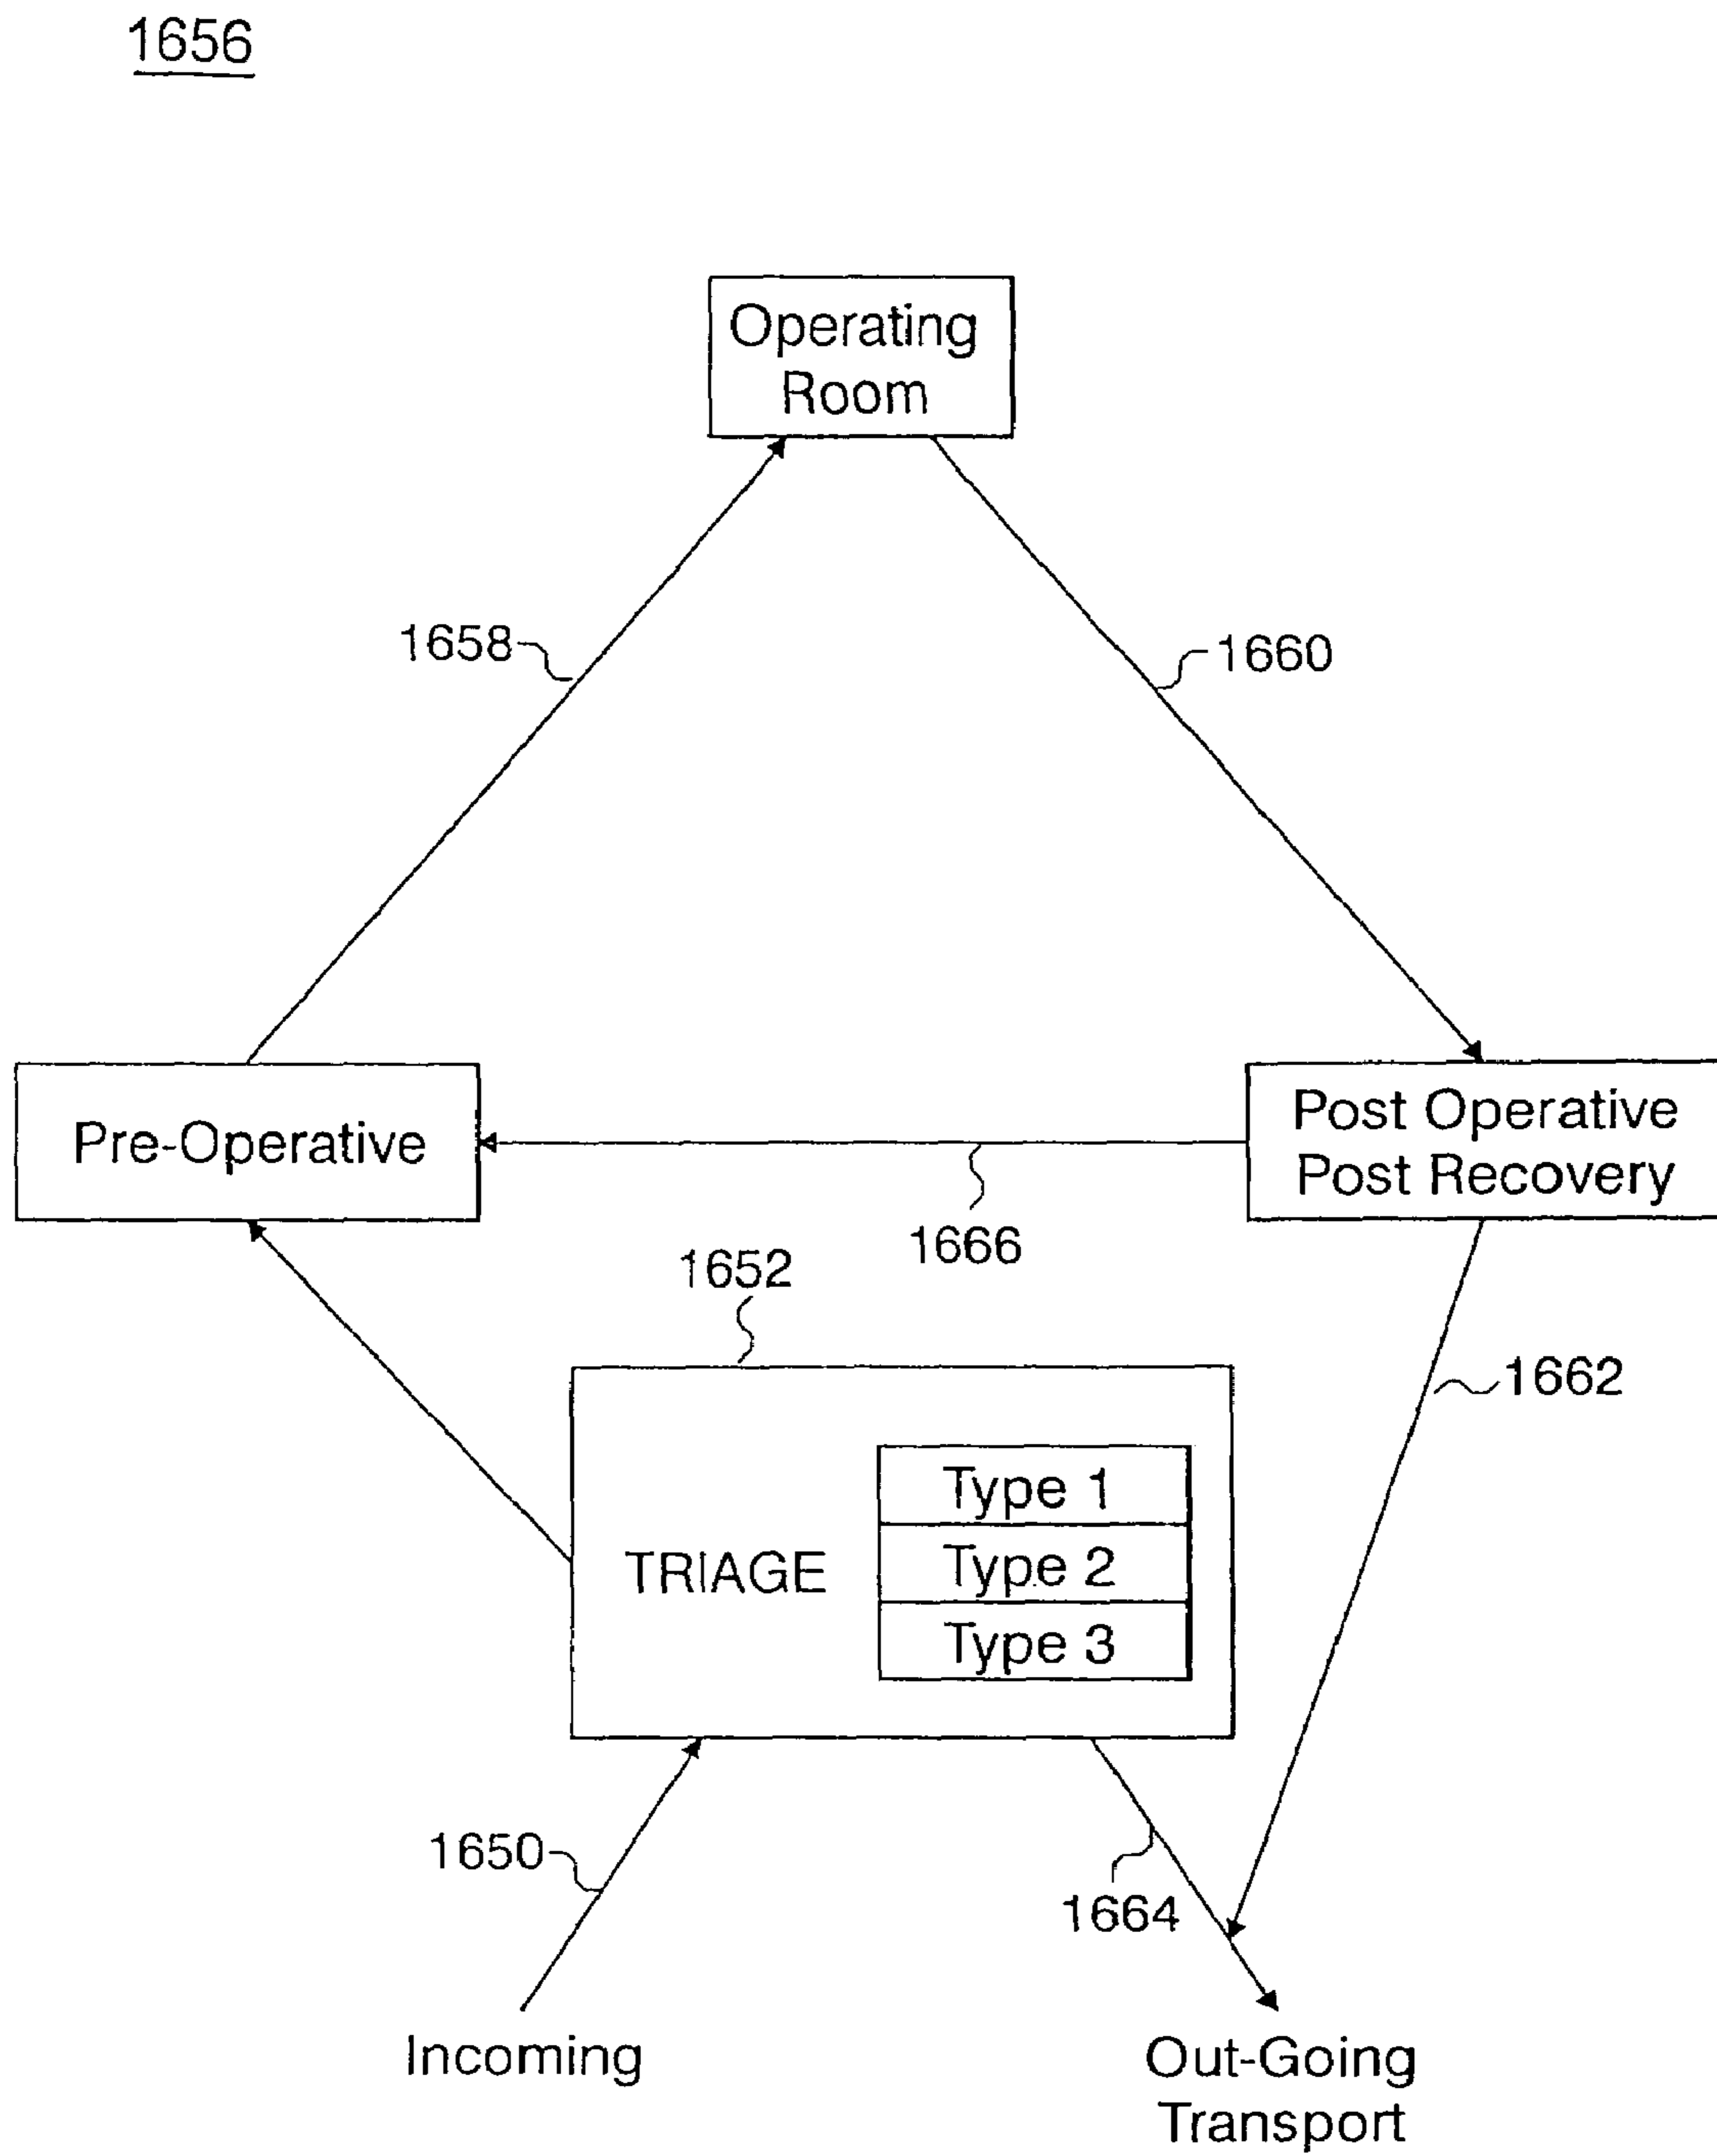 1656
Operating
Room
1658
1660
Pre-Operative
Post Operative
Post Recovery
1666
1652
1662
TRIAGE
Type 1
Type 2
Type 3
1650
1664
Incoming
Out-Going
Transport